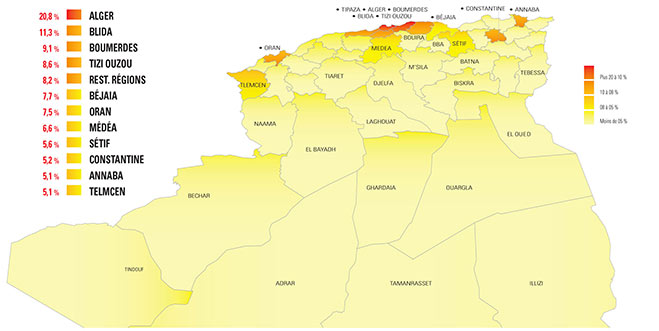 20,8 % ALGER
11,3 % BLIDA
9,1 % BOUMERDES
8,6 % TIZI OUZOU
8,2 % REST. RÉGIONS
7,7 % BÉJAIA
7,5 % ORAN
6,6 % MÉDÉA
5,6 % SÉTIF
5,2 % CONSTANTINE
5,1 % ANNABA
5,1 % TELMCEN
• TIPAZA • ALGER • BOUMERDES
• BLIDA • TIZI OUZOU
• BÉJAIA
• CONSTANTINE
• ANNABA
• ORAN
BOUIRA
MEDEA
BBA
SÉTIF
BATNA
M'SILA
TEBESSA
TLEMCEN
TIARET
DJELFA
BISKRA
NAAMA
LAGHOUAT
EL OUED
EL BAYADH
BECHAR
GHARDAIA
OUARGLA
TINDOUF
ADRAR
TAMANRASSET
ILLIZI
Plus 20 à 10 %
10 à 08 %
08 à 05 %
Moins de 05 %